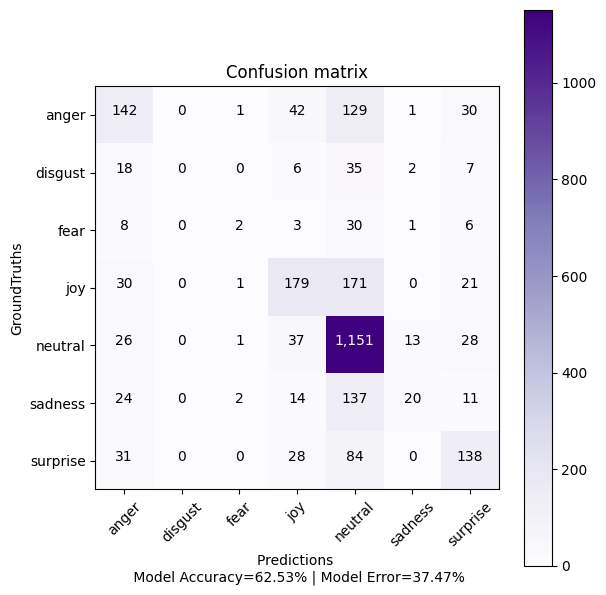 Confusion matrix
GroundTruths
anger 142 0 1 42 129 1 30
disgust 18 0 0 6 35 2 7
fear 8 0 2 3 30 1 6
joy 30 0 1 179 171 0 21
neutral 26 0 1 37 1,151 13 28
sadness 24 0 2 14 137 20 11
surprise 31 0 0 28 84 0 138
anger disgust fear joy neutral sadness surprise
Predictions
Model Accuracy=62.53% | Model Error=37.47%
1000
800
600
400
200
0